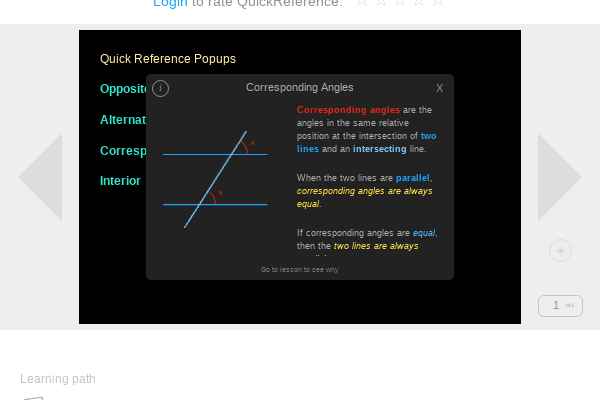 Login to rate QuickReference.
Quick Reference Popups
Opposite
Alternat
Corresp
Interior
i
Corresponding Angles
X
Corresponding angles are the
angles in the same relative
position at the intersection of two
lines and an intersecting line.
When the two lines are parallel,
corresponding angles are always
equal.
If corresponding angles are equal,
then the two lines are always
Go to lesson to see why
1
Learning path